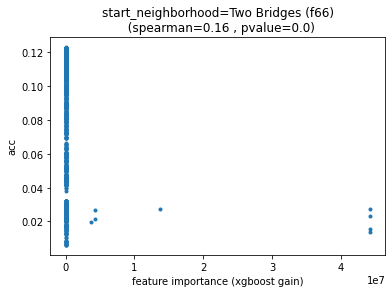 start_neighborhood=Two Bridges (f66)
(spearman=0.16 , pvalue=0.0)
0.12
0.10
0.08
0.06
0.04
0.02
acc
0 1 2 3 4
1e7
feature importance (xgboost gain)